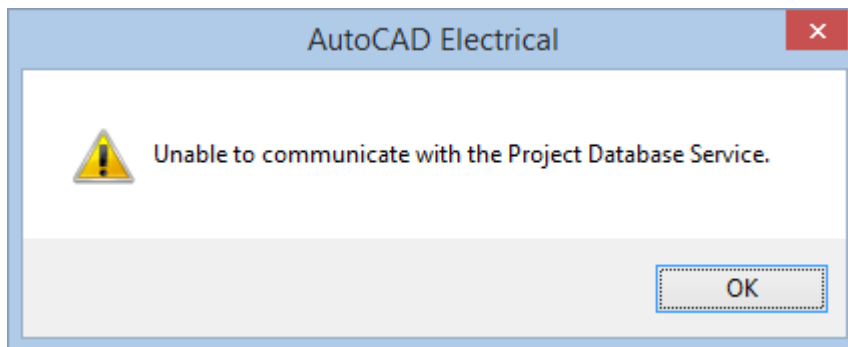 AutoCAD Electrical
Unable to communicate with the Project Database Service.
OK